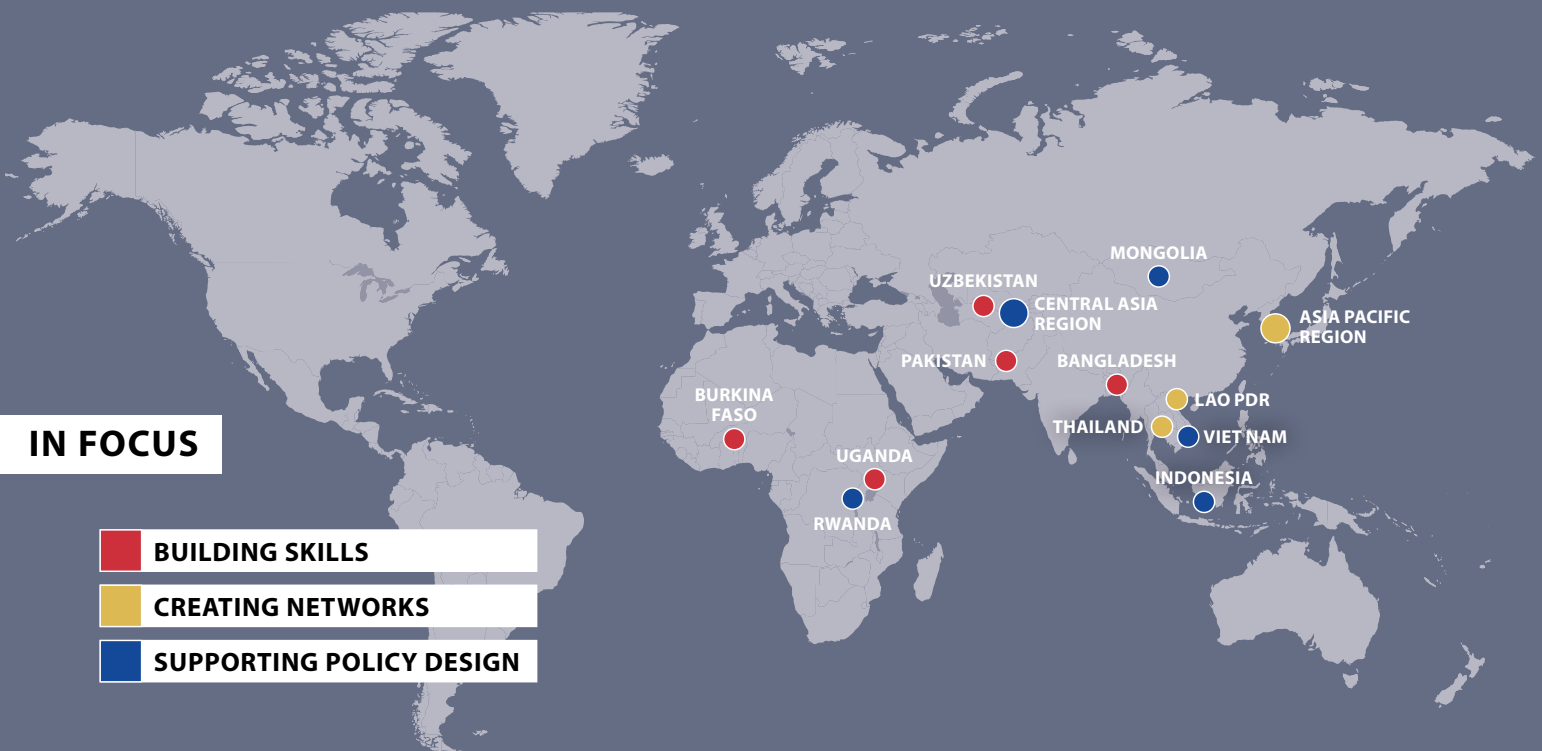 MONGOLIA
UZBEKISTAN
CENTRAL ASIA
REGION
ASIA PACIFIC
REGION
PAKISTAN
BANGLADESH
BURKINA
FASO
LAO PDR
THAILAND
VIET NAM
IN FOCUS
UGANDA
INDONESIA
RWANDA
BUILDING SKILLS
CREATING NETWORKS
SUPPORTING POLICY DESIGN